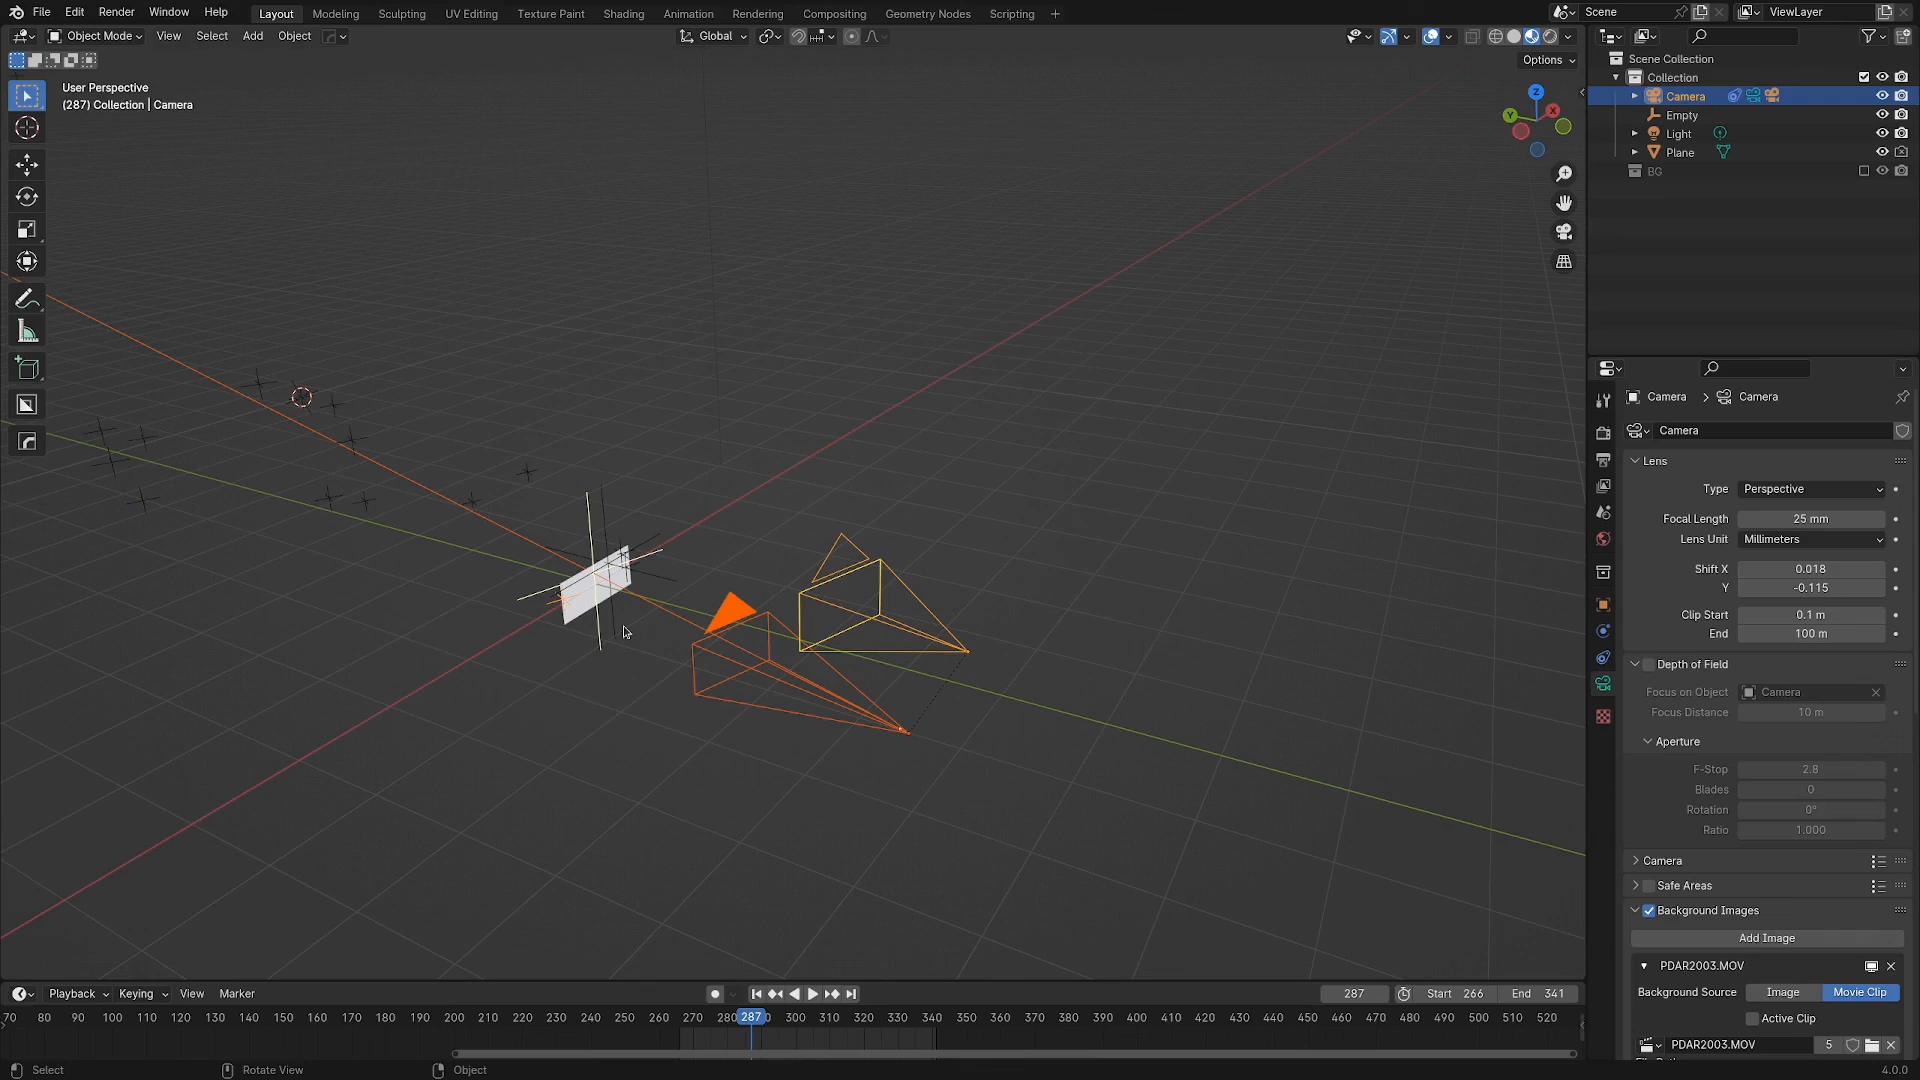 File Edit Render Window Help Layout Modeling Sculpting UV Editing Texture Paint Shading Animation Rendering Compositing Geometry Nodes Scripting + Scene ViewLayer
Object Mode View Select Add Object Global
Options
User Perspective
(287) Collection | Camera
Z
X
Y
Scene Collection
Collection
Camera
Empty
Light
Plane
BG
Camera > Camera
Camera
Lens
Type Perspective
Focal Length 25 mm
Lens Unit Millimeters
Shift X 0.018
Y -0.115
Clip Start 0.1 m
End 100 m
Depth of Field
Focus on Object Camera
Focus Distance 10 m
Aperture
F-Stop 2.8
Blades 0
Rotation 0°
Ratio 1.000
Camera
Safe Areas
Background Images
Add Image
PDAR2003.MOV
Background Source Image Movie Clip
Active Clip
PDAR2003.MOV 5
Playback Keying View Marker 287 Start 266 End 341
70 80 90 100 110 120 130 140 150 160 170 180 190 200 210 220 230 240 250 260 270 280 287 300 310 320 330 340 350 360 370 380 390 400 410 420 430 440 450 460 470 480 490 500 510 520
Select Rotate View Object 4.0.0